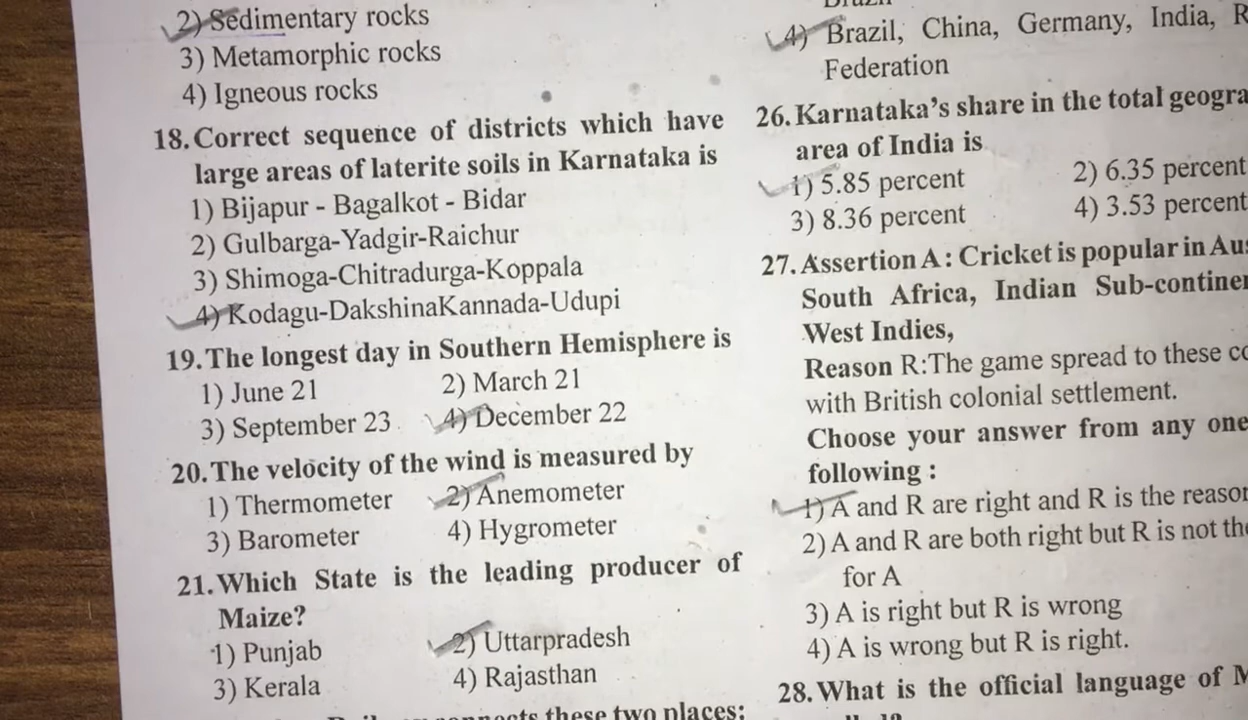 2) Sedimentary rocks
3) Metamorphic rocks
4) Igneous rocks
18. Correct sequence of districts which have
large areas of laterite soils in Karnataka is
1) Bijapur - Bagalkot - Bidar
2) Gulbarga-Yadgir-Raichur
3) Shimoga-Chitradurga-Koppala
4) Kodagu-DakshinaKannada-Udupi
19. The longest day in Southern Hemisphere is
1) June 21 2) March 21
3) September 23 4) December 22
20. The velocity of the wind is measured by
1) Thermometer 2) Anemometer
3) Barometer 4) Hygrometer
21. Which State is the leading producer of
Maize?
1) Punjab 2) Uttarpradesh
3) Kerala 4) Rajasthan
these two places:
4) Brazil, China, Germany, India, R
Federation
26. Karnataka's share in the total geogra
area of India is
1) 5.85 percent 2) 6.35 percent
3) 8.36 percent 4) 3.53 percent
27. Assertion A : Cricket is popular in Aus
South Africa, Indian Sub-continen
West Indies,
Reason R:The game spread to these co
with British colonial settlement.
Choose your answer from any one
following :
1) A and R are right and R is the reason
2) A and R are both right but R is not the
for A
3) A is right but R is wrong
4) A is wrong but R is right.
28. What is the official language of M